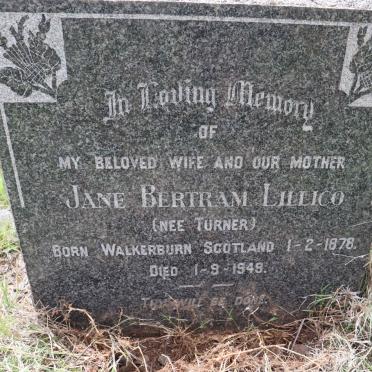 In Loving Memory
OF
MY BELOVED WIFE AND OUR MOTHER
JANE BERTRAM LILLICO
(NEE TURNER)
BORN WALKERBURN SCOTLAND 1-2-1878.
DIED 1-9-1949.
THY WILL BE DONE.